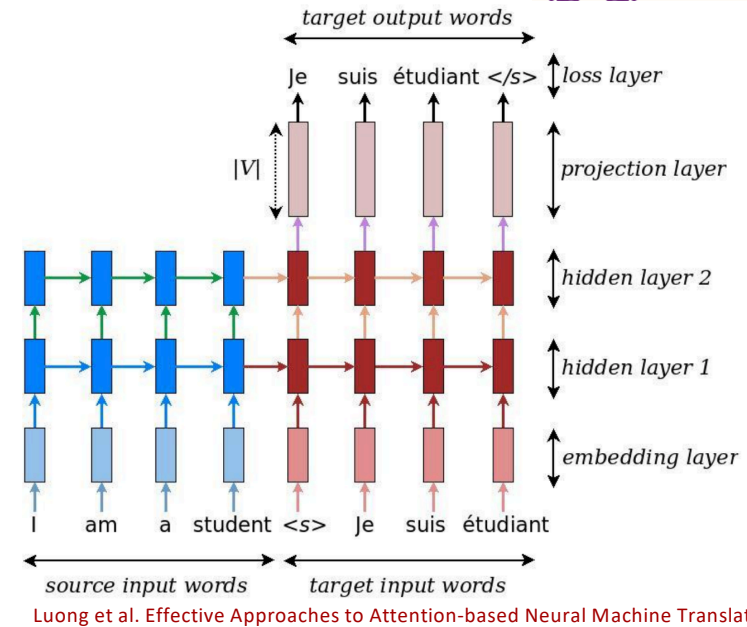 target output words
Je suis étudiant </s> loss layer
|V| projection layer
hidden layer 2
hidden layer 1
embedding layer
I am a student <s> Je suis étudiant
source input words target input words
Luong et al. Effective Approaches to Attention-based Neural Machine Translat